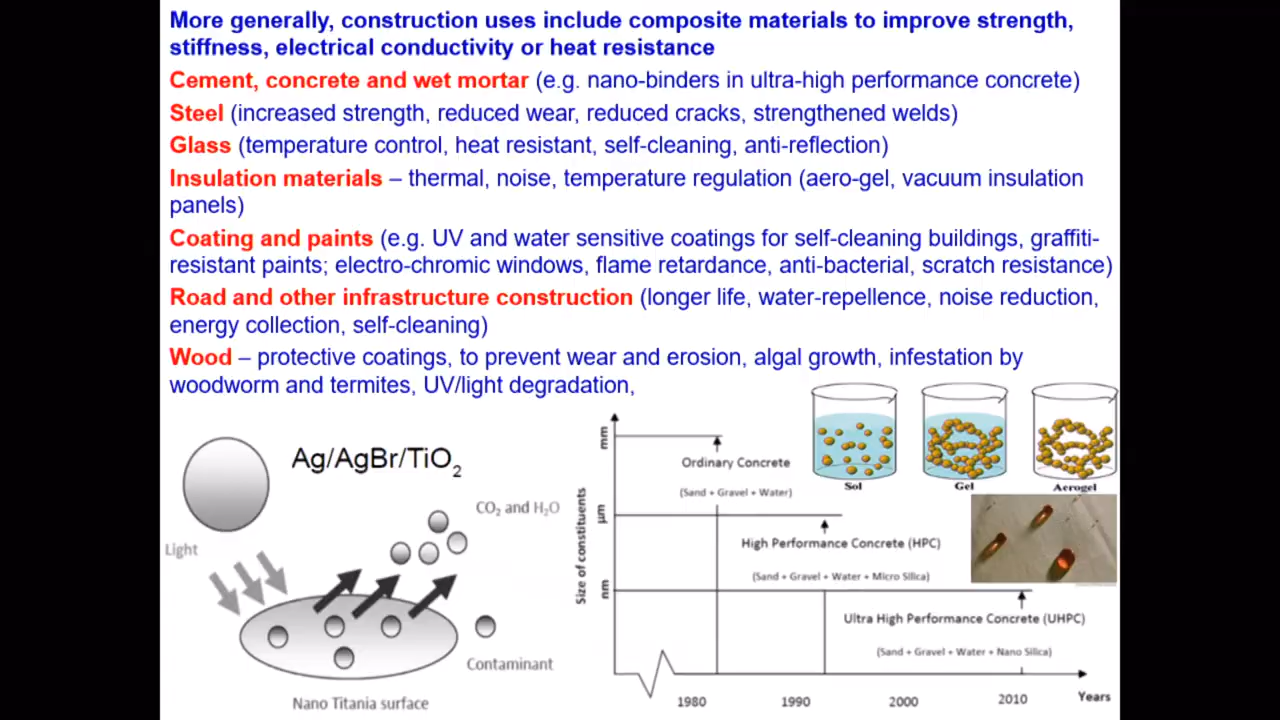 More generally, construction uses include composite materials to improve strength,
stiffness, electrical conductivity or heat resistance
Cement, concrete and wet mortar (e.g. nano-binders in ultra-high performance concrete)
Steel (increased strength, reduced wear, reduced cracks, strengthened welds)
Glass (temperature control, heat resistant, self-cleaning, anti-reflection)
Insulation materials – thermal, noise, temperature regulation (aero-gel, vacuum insulation
panels)
Coating and paints (e.g. UV and water sensitive coatings for self-cleaning buildings, graffiti-
resistant paints; electro-chromic windows, flame retardance, anti-bacterial, scratch resistance)
Road and other infrastructure construction (longer life, water-repellence, noise reduction,
energy collection, self-cleaning)
Wood – protective coatings, to prevent wear and erosion, algal growth, infestation by
woodworm and termites, UV/light degradation,
Ag/AgBr/TiO₂
CO₂ and H₂O
Light
Contaminant
Nano Titania surface
Size of constituents
mm
µm
nm
Ordinary Concrete
(Sand + Gravel + Water)
High Performance Concrete (HPC)
(Sand + Gravel + Water + Micro Silica)
Ultra High Performance Concrete (UHPC)
(Sand + Gravel + Water + Nano Silica)
1980
1990
2000
2010
Years
Sol
Gel
Aerogel